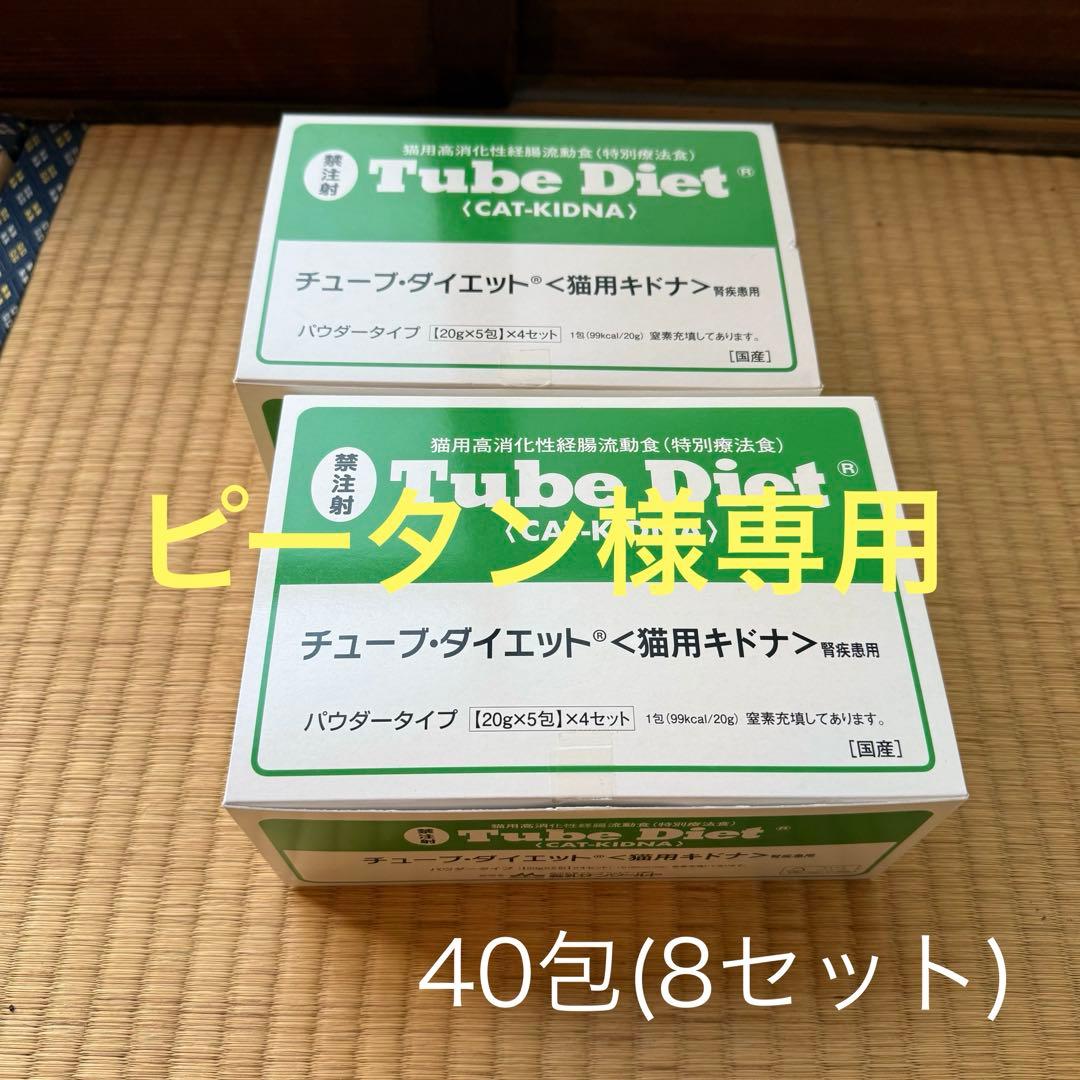 猫用高消化性経腸流動食(特別療法食)
禁注射
Tube Diet®
〈CAT-KIDNA〉
チューブ・ダイエット®<猫用キドナ>腎疾患用
パウダータイプ 【20g×5包】×4セット 1包(99kcal/20g) 窒素充填してあります。
[国産]
猫用高消化性経腸流動食(特別療法食)
禁注射
Tube Diet®
〈CAT-KIDNA〉
ピータン様専用
チューブ・ダイエット®<猫用キドナ>腎疾患用
パウダータイプ 【20g×5包】×4セット 1包(99kcal/20g) 窒素充填してあります。
[国産]
猫用高消化性経腸流動食(特別療法食)
禁注射
Tube Diet®
〈CAT-KIDNA〉
チューブ・ダイエット®<猫用キドナ>腎疾患用
パウダータイプ
40包(8セット)